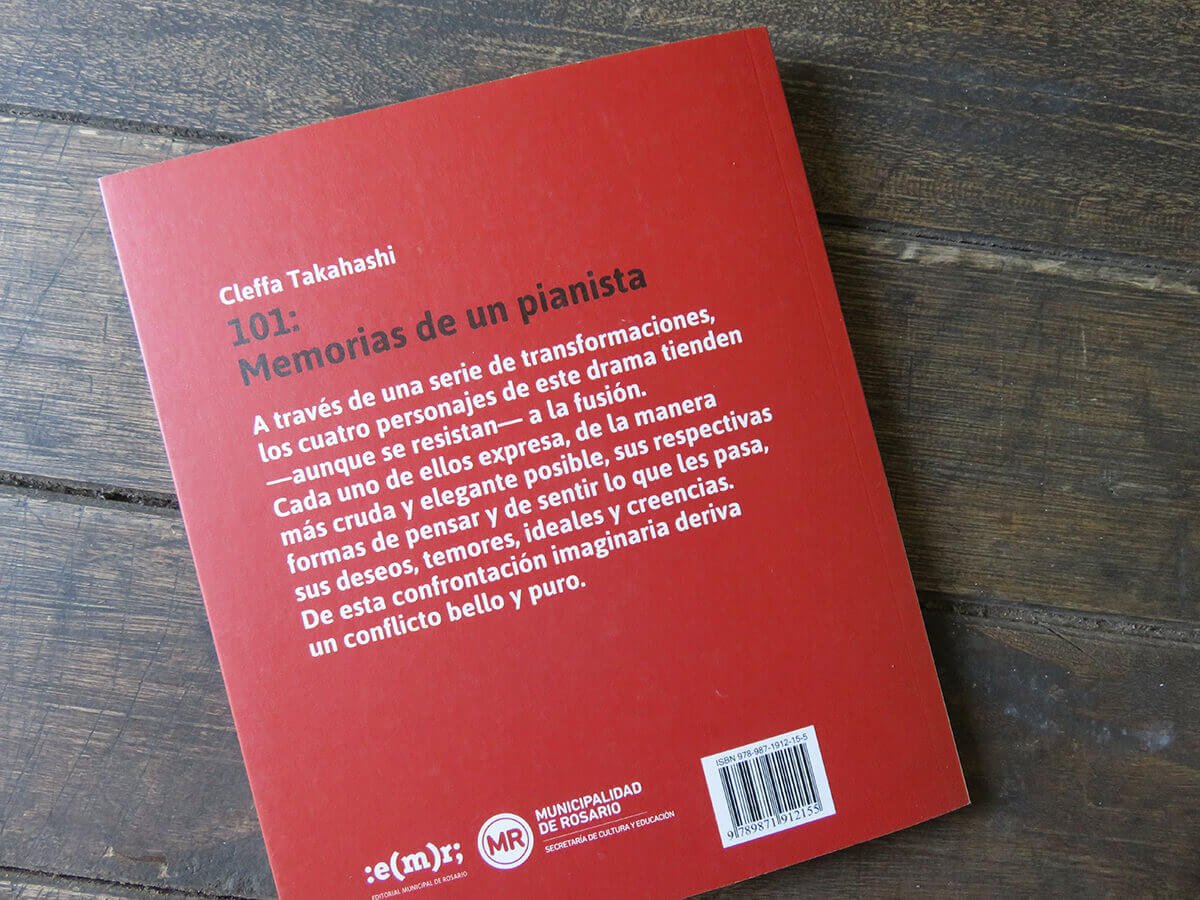 Cleffa Takahashi
101:
Memorias de un pianista
A través de una serie de transformaciones,
los cuatro personajes de este drama tienden
—aunque se resistan— a la fusión.
Cada uno de ellos expresa, de la manera
más cruda y elegante posible, sus respectivas
formas de pensar y de sentir lo que les pasa,
sus deseos, temores, ideales y creencias.
De esta confrontación imaginaria deriva
un conflicto bello y puro.
:e(m)r;
EDITORIAL MUNICIPAL DE ROSARIO
MR
MUNICIPALIDAD
DE ROSARIO
SECRETARÍA DE CULTURA Y EDUCACIÓN
ISBN 978-987-1912-15-5
9 789871 912155